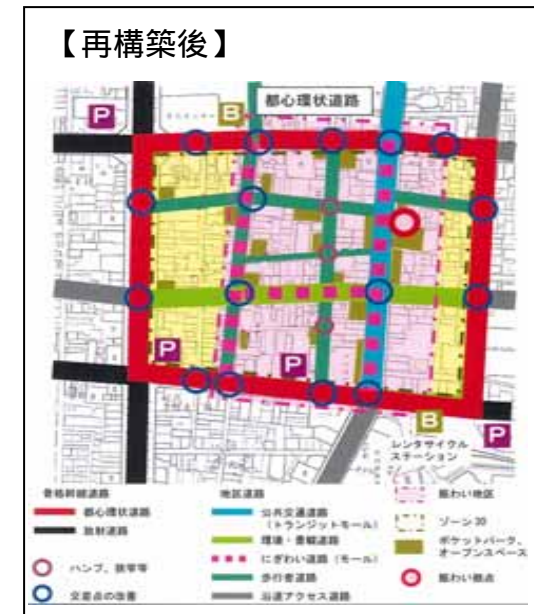 【再構築後】
P
B
都心環状道路
P
P
B
P
レンタサイクル
ステーション
骨格幹線道路
都心環状道路
放射道路
ハンプ、狭窄等
交差点の改善
地区道路
公共交通道路
(トランジットモール)
環境・景観道路
にぎわい道路(モール)
歩行者道路
沿道アクセス道路
賑わい地区
ゾーン30
ポケットパーク、
オープンスペース
賑わい拠点